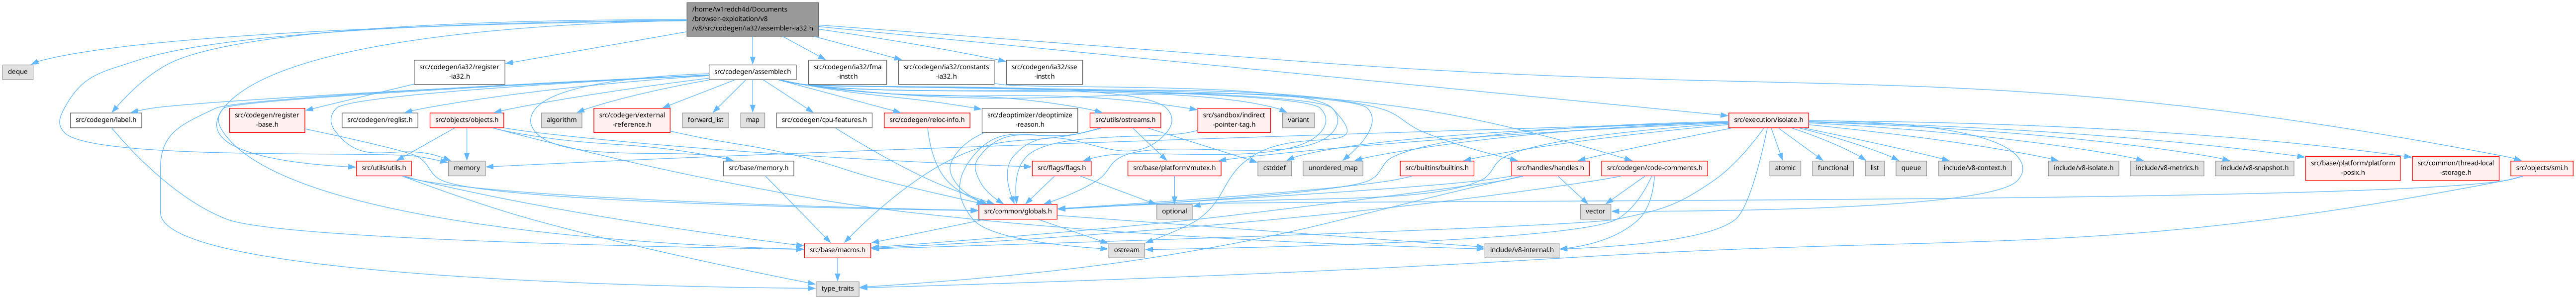 /home/w1redch4d/Documents
/browser-exploitation/v8
/v8/src/codegen/ia32/assembler-ia32.h
deque
src/codegen/ia32/register
-ia32.h
src/codegen/assembler.h
src/codegen/ia32/fma
-instr.h
src/codegen/ia32/constants
-ia32.h
src/codegen/ia32/sse
-instr.h
src/codegen/label.h
src/codegen/register
-base.h
src/codegen/reglist.h
src/objects/objects.h
algorithm
src/codegen/external
-reference.h
forward_list
map
src/codegen/cpu-features.h
src/codegen/reloc-info.h
src/deoptimizer/deoptimize
-reason.h
src/utils/ostreams.h
src/sandbox/indirect
-pointer-tag.h
variant
src/execution/isolate.h
src/utils/utils.h
memory
src/base/memory.h
src/flags/flags.h
src/base/platform/mutex.h
cstddef
unordered_map
src/builtins/builtins.h
src/handles/handles.h
src/codegen/code-comments.h
atomic
functional
list
queue
include/v8-context.h
include/v8-isolate.h
include/v8-metrics.h
include/v8-snapshot.h
src/base/platform/platform
-posix.h
src/common/thread-local
-storage.h
src/objects/smi.h
src/common/globals.h
optional
vector
src/base/macros.h
ostream
include/v8-internal.h
type_traits